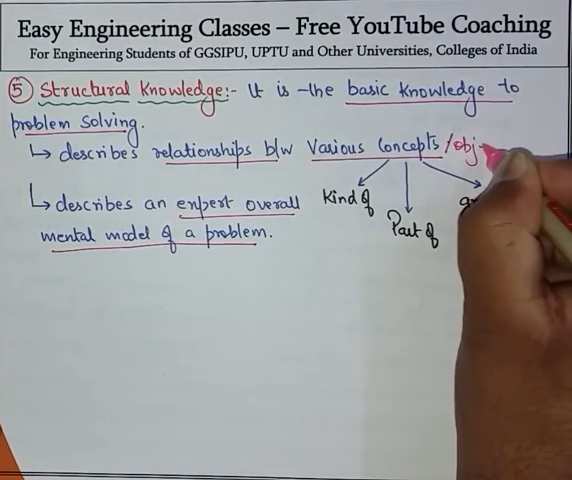 Easy Engineering Classes – Free YouTube Coaching
For Engineering Students of GGSIPU, UPTU and Other Universities, Colleges of India
⑤ Structural Knowledge:- It is the basic knowledge to
problem solving.
↳ describes relationships b/w various concepts/obj
↳ describes an expert overall
mental model of a problem.
Kind of
Part of